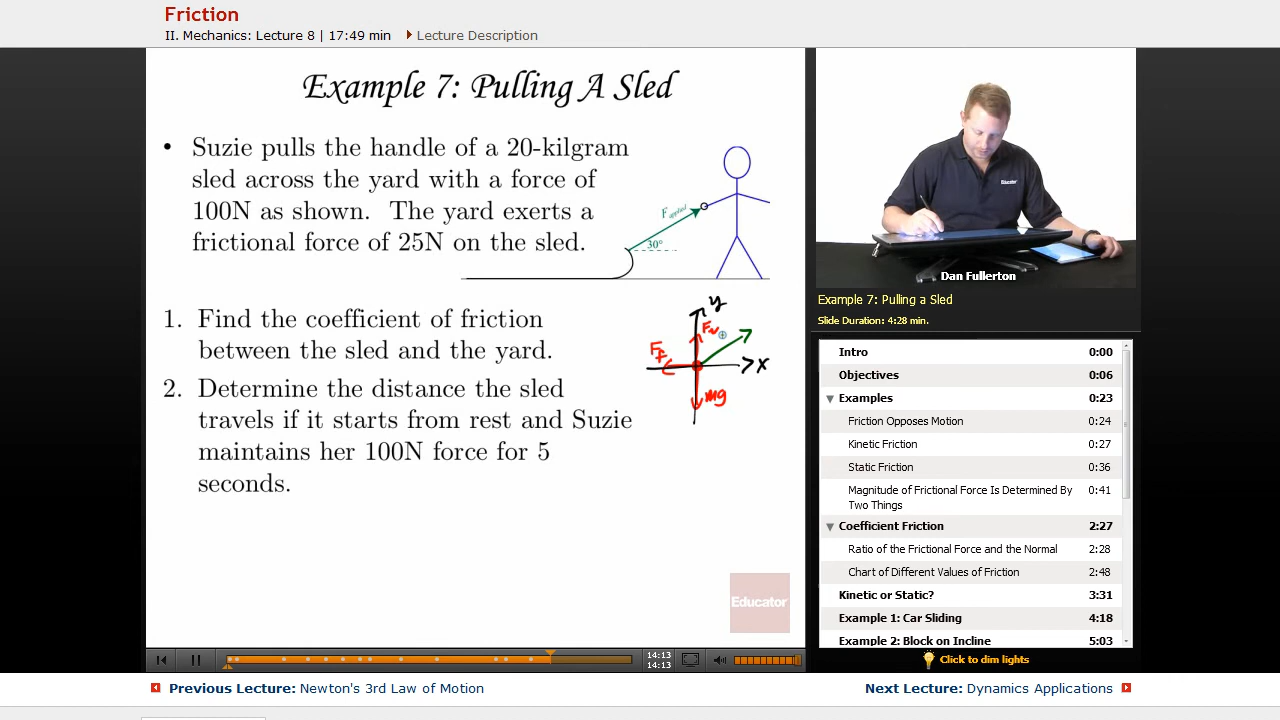 Friction
II. Mechanics: Lecture 8 | 17:49 min
Lecture Description
Example 7: Pulling A Sled
• Suzie pulls the handle of a 20-kilgram
sled across the yard with a force of
100N as shown. The yard exerts a
frictional force of 25N on the sled.
F applied
30°
1. Find the coefficient of friction
between the sled and the yard.
2. Determine the distance the sled
travels if it starts from rest and Suzie
maintains her 100N force for 5
seconds.
y
FN
Ff
x
mg
Educator
Educator
Dan Fullerton
Example 7: Pulling a Sled
Slide Duration: 4:28 min.
Intro 0:00
Objectives 0:06
Examples 0:23
Friction Opposes Motion 0:24
Kinetic Friction 0:27
Static Friction 0:36
Magnitude of Frictional Force Is Determined By 0:41
Two Things
Coefficient Friction 2:27
Ratio of the Frictional Force and the Normal 2:28
Chart of Different Values of Friction 2:48
Kinetic or Static? 3:31
Example 1: Car Sliding 4:18
Example 2: Block on Incline 5:03
14:13
14:13
Click to dim lights
Previous Lecture: Newton's 3rd Law of Motion
Next Lecture: Dynamics Applications